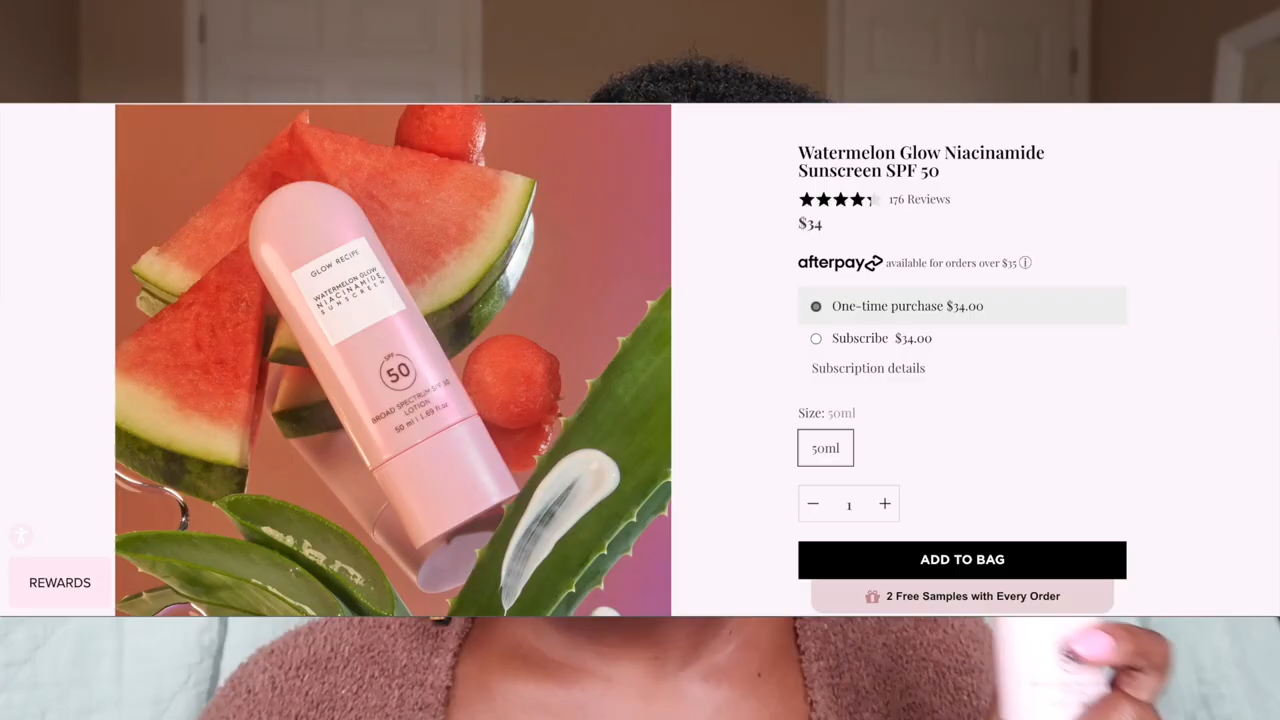 GLOW RECIPE
WATERMELON GLOW
NIACINAMIDE
SUNSCREEN
SPF
50
BROAD SPECTRUM SPF 50
LOTION
50 ml | 1.69 fl oz
REWARDS
Watermelon Glow Niacinamide
Sunscreen SPF 50
176 Reviews
$34
afterpay available for orders over $35
One-time purchase $34.00
Subscribe $34.00
Subscription details
Size: 50ml
50ml
− 1 +
ADD TO BAG
2 Free Samples with Every Order